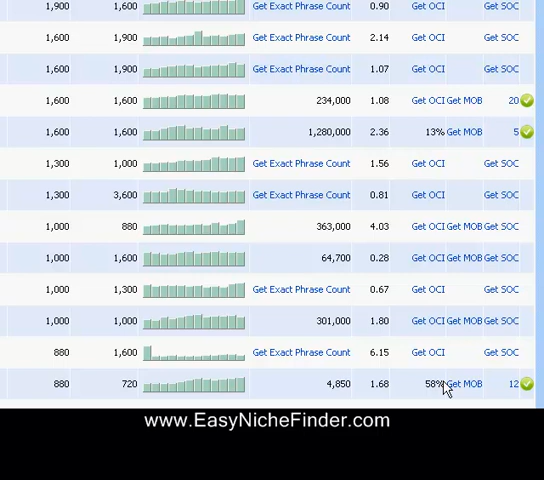 1,900 1,600 Get Exact Phrase Count 0.90 Get OCI Get SOC
1,600 1,900 Get Exact Phrase Count 2.14 Get OCI Get SOC
1,600 1,900 Get Exact Phrase Count 1.07 Get OCI Get SOC
1,600 1,600 234,000 1.08 Get OCI Get MOB 20
1,600 1,600 1,280,000 2.36 13% Get MOB 5
1,300 1,000 Get Exact Phrase Count 1.56 Get OCI Get SOC
1,300 3,600 Get Exact Phrase Count 0.81 Get OCI Get SOC
1,000 880 363,000 4.03 Get OCI Get MOB Get SOC
1,000 1,600 64,700 0.28 Get OCI Get MOB Get SOC
1,000 1,300 Get Exact Phrase Count 0.67 Get OCI Get SOC
1,000 1,000 301,000 1.80 Get OCI Get MOB Get SOC
880 1,600 Get Exact Phrase Count 6.15 Get OCI Get SOC
880 720 4,850 1.68 58% Get MOB 12
www.EasyNicheFinder.com